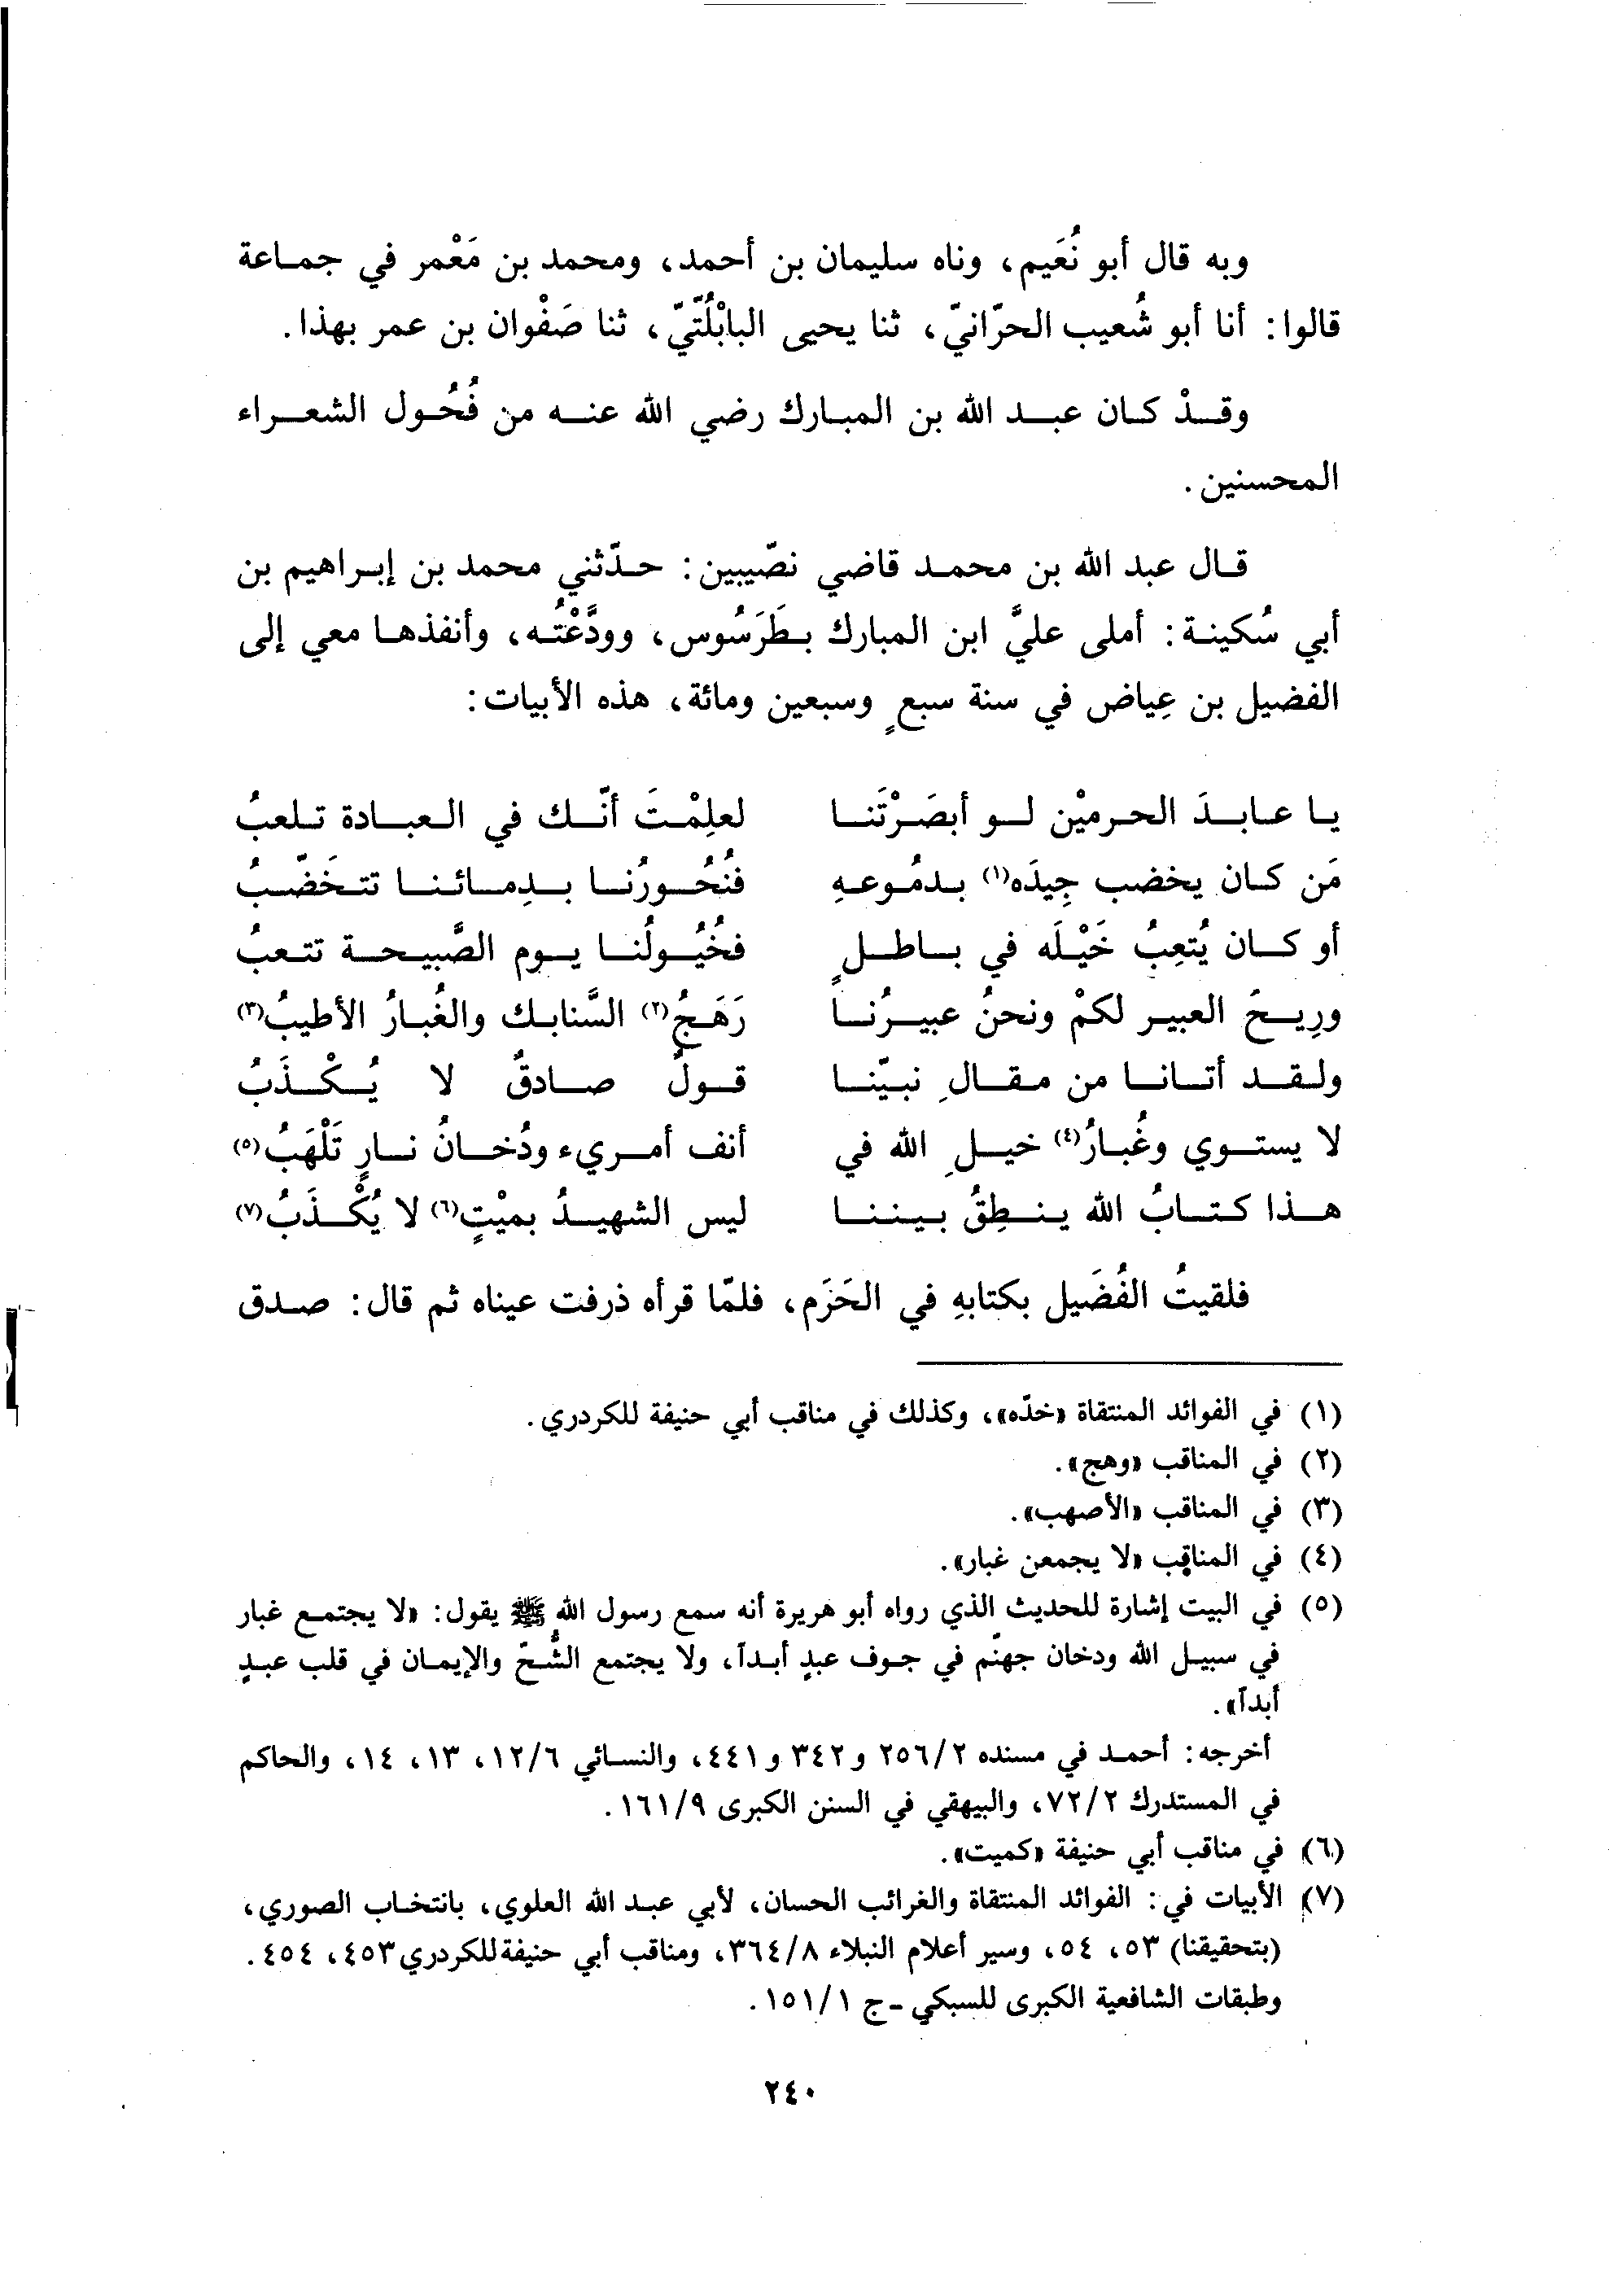 وبه قال أبو نُعَيم، وناه سليمان بن أحمد، ومحمد بن مَعْمر في جماعة
قالوا: أنا أبو شُعيب الحرّانيّ، ثنا يحيى البابْلُتّيّ، ثنا صَفْوان بن عمر بهذا.
وقدْ كان عبد الله بن المبارك رضي الله عنه من فُحُول الشعراء
المحسنين.
قال عبد الله بن محمد قاضي نصّيبين: حدّثني محمد بن إبراهيم بن
أبي سُكينة: أملى عليَّ ابن المبارك بطَرَسُوس، وودَّعْتُه، وأنفذها معي إلى
الفضيل بن عِياض في سنة سبعٍ وسبعين ومائة، هذه الأبيات:
يا عابدَ الحرميْن لو أبصَرْتَنا لعلِمْتَ أنّك في العبادة تلعبُ
مَن كان يخضب جِيدَه(١) بدمُوعهِ فنُحُورُنا بدِمائنا تتخَضّبُ
أو كان يُتعِبُ خَيْلَه في باطلٍ فخُيُولُنا يوم الصَّبيحة تتعبُ
ورِيحُ العبير لكمْ ونحنُ عبيرُنا رَهَجُ(٢) السَّنابك والغُبارُ الأطيبُ(٣)
ولقد أتانا من مقالِ نبيّنا قولٌ صادقٌ لا يُكْذَبُ
لا يستوي وغُبارُ(٤) خيلِ الله في أنف أمريء ودُخانُ نارٍ تَلْهَبُ(٥)
هذا كتابُ الله ينطِقُ بيننا ليس الشهيدُ بميْتٍ(٦) لا يُكْذَبُ(٧)
فلقيتُ الفُضَيل بكتابهِ في الحَرَم، فلمّا قرأه ذرفت عيناه ثم قال: صدق
(١) في الفوائد المنتقاة «خدّه»، وكذلك في مناقب أبي حنيفة للكردري.
(٢) في المناقب «وهج».
(٣) في المناقب «الأصهب».
(٤) في المناقب «لا يجمعن غبار».
(٥) في البيت إشارة للحديث الذي رواه أبو هريرة أنه سمع رسول الله ﷺ يقول: «لا يجتمع غبار
في سبيل الله ودخان جهنّم في جوف عبدٍ أبداً، ولا يجتمع الشُّحّ والإيمان في قلب عبدٍ
أبداً».
أخرجه: أحمد في مسنده ٢٥٦/٢ و٣٤٢ و٤٤١، والنسائي ١٢/٦، ١٣، ١٤، والحاكم
في المستدرك ٧٢/٢، والبيهقي في السنن الكبرى ١٦١/٩.
(٦) في مناقب أبي حنيفة «كميت».
(٧) الأبيات في: الفوائد المنتقاة والغرائب الحسان، لأبي عبد الله العلوي، بانتخاب الصوري،
(بتحقيقنا) ٥٣، ٥٤، وسير أعلام النبلاء ٣٦٤/٨، ومناقب أبي حنيفة للكردري ٤٥٣، ٤٥٤.
وطبقات الشافعية الكبرى للسبكي - ج ١٥١/١.
٢٤٠